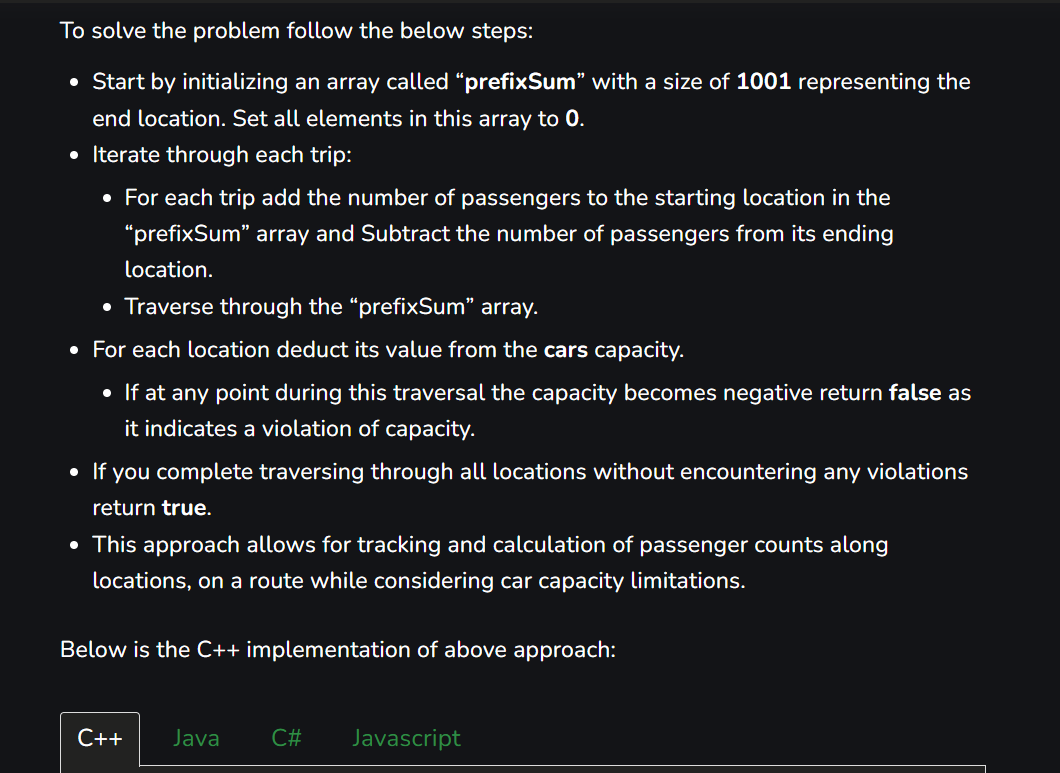 To solve the problem follow the below steps:
• Start by initializing an array called “prefixSum” with a size of 1001 representing the
end location. Set all elements in this array to 0.
• Iterate through each trip:
• For each trip add the number of passengers to the starting location in the
“prefixSum” array and Subtract the number of passengers from its ending
location.
• Traverse through the “prefixSum” array.
• For each location deduct its value from the cars capacity.
• If at any point during this traversal the capacity becomes negative return false as
it indicates a violation of capacity.
• If you complete traversing through all locations without encountering any violations
return true.
• This approach allows for tracking and calculation of passenger counts along
locations, on a route while considering car capacity limitations.
Below is the C++ implementation of above approach:
C++ Java C# Javascript